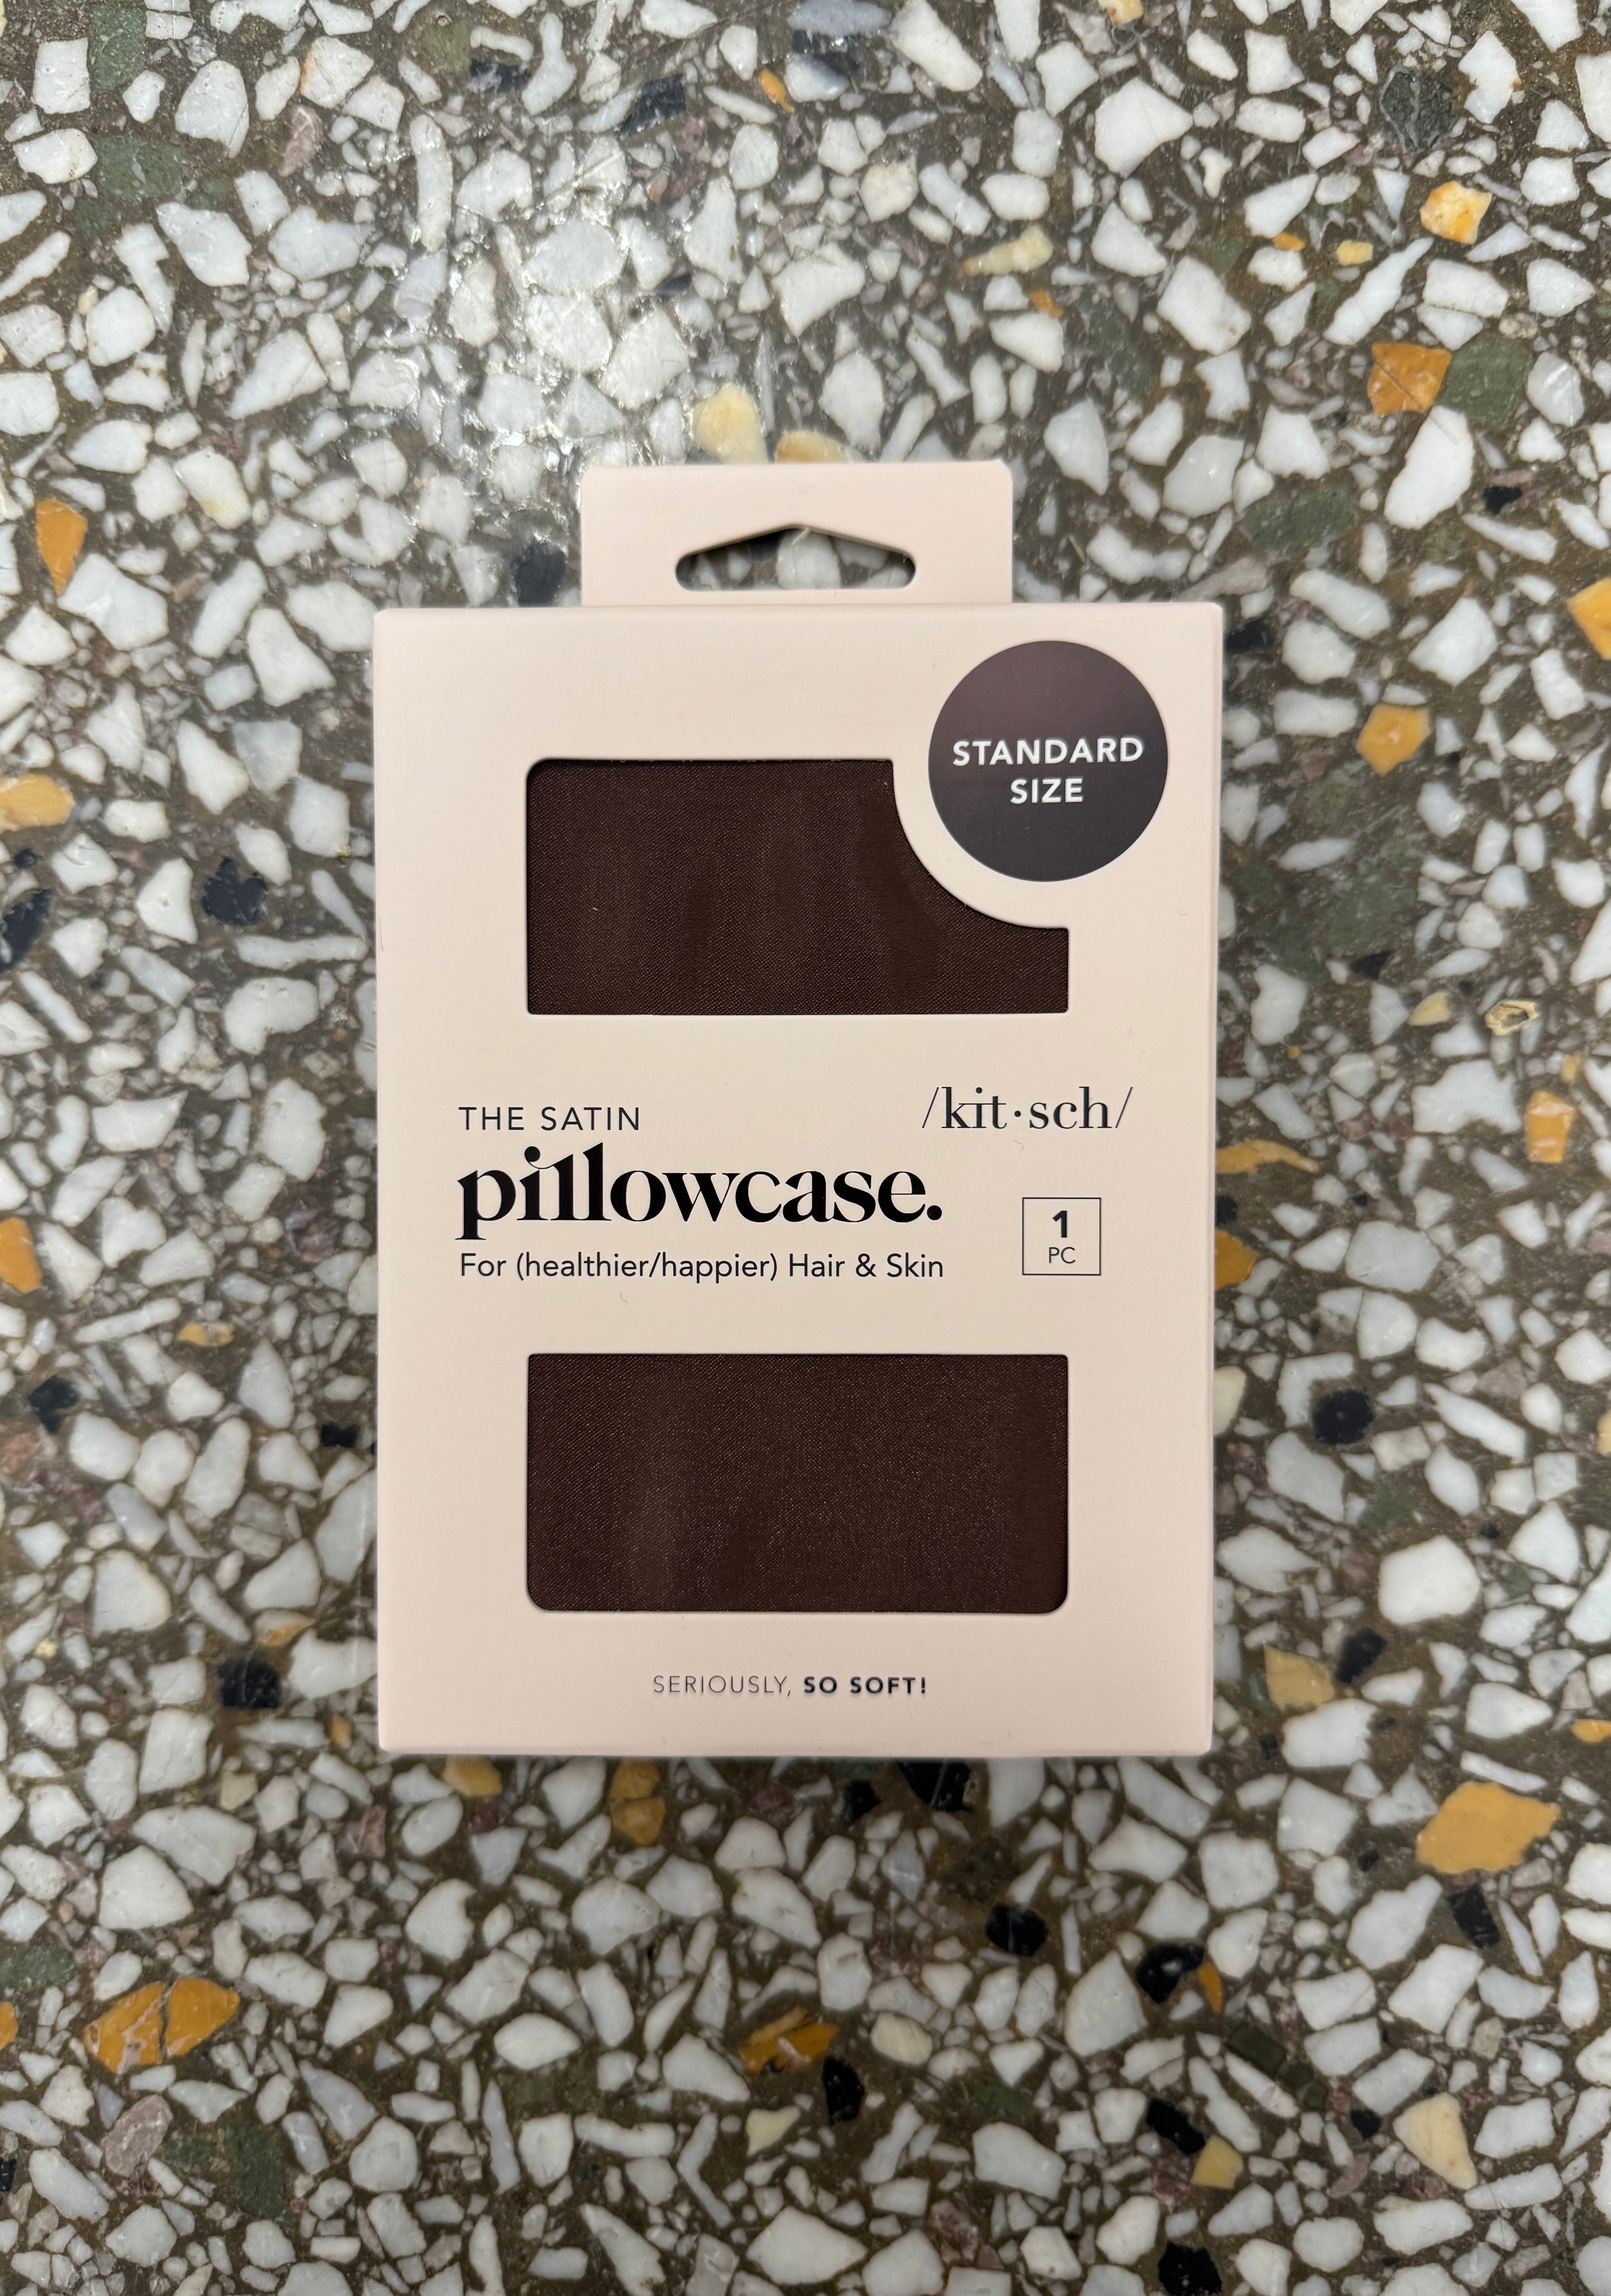 STANDARD
SIZE
/kit·sch/
THE SATIN
pillowcase.
For (healthier/happier) Hair & Skin
1
PC
SERIOUSLY, SO SOFT!